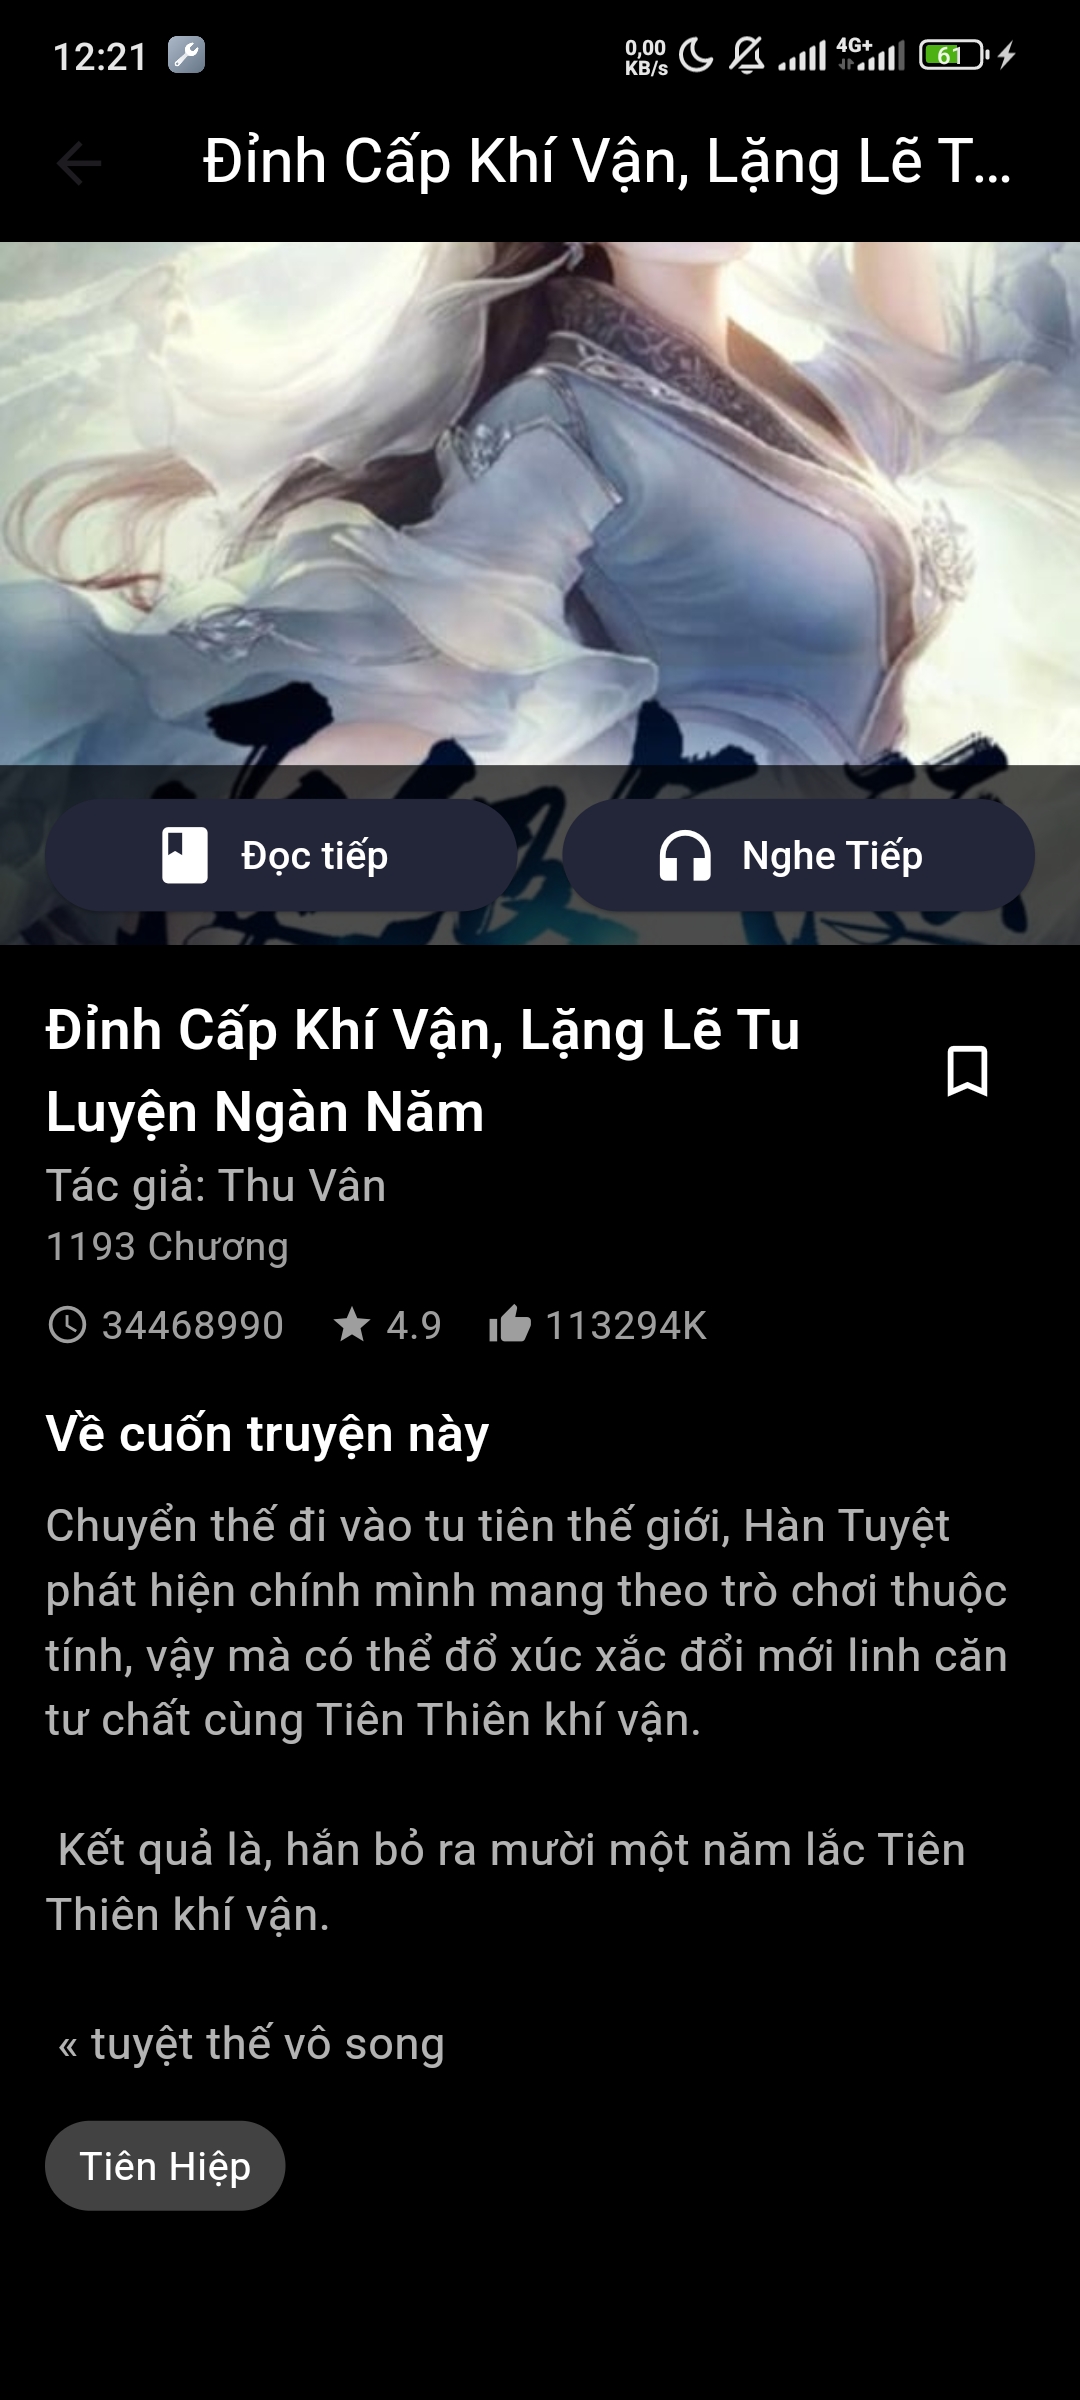 12:21
0,00
KB/s
4G+
61
Đỉnh Cấp Khí Vận, Lặng Lẽ T...
Đọc tiếp
Nghe Tiếp
Đỉnh Cấp Khí Vận, Lặng Lẽ Tu
Luyện Ngàn Năm
Tác giả: Thu Vân
1193 Chương
34468990 4.9 113294K
Về cuốn truyện này
Chuyển thế đi vào tu tiên thế giới, Hàn Tuyệt
phát hiện chính mình mang theo trò chơi thuộc
tính, vậy mà có thể đổ xúc xắc đổi mới linh căn
tư chất cùng Tiên Thiên khí vận.
Kết quả là, hắn bỏ ra mười một năm lắc Tiên
Thiên khí vận.
« tuyệt thế vô song
Tiên Hiệp